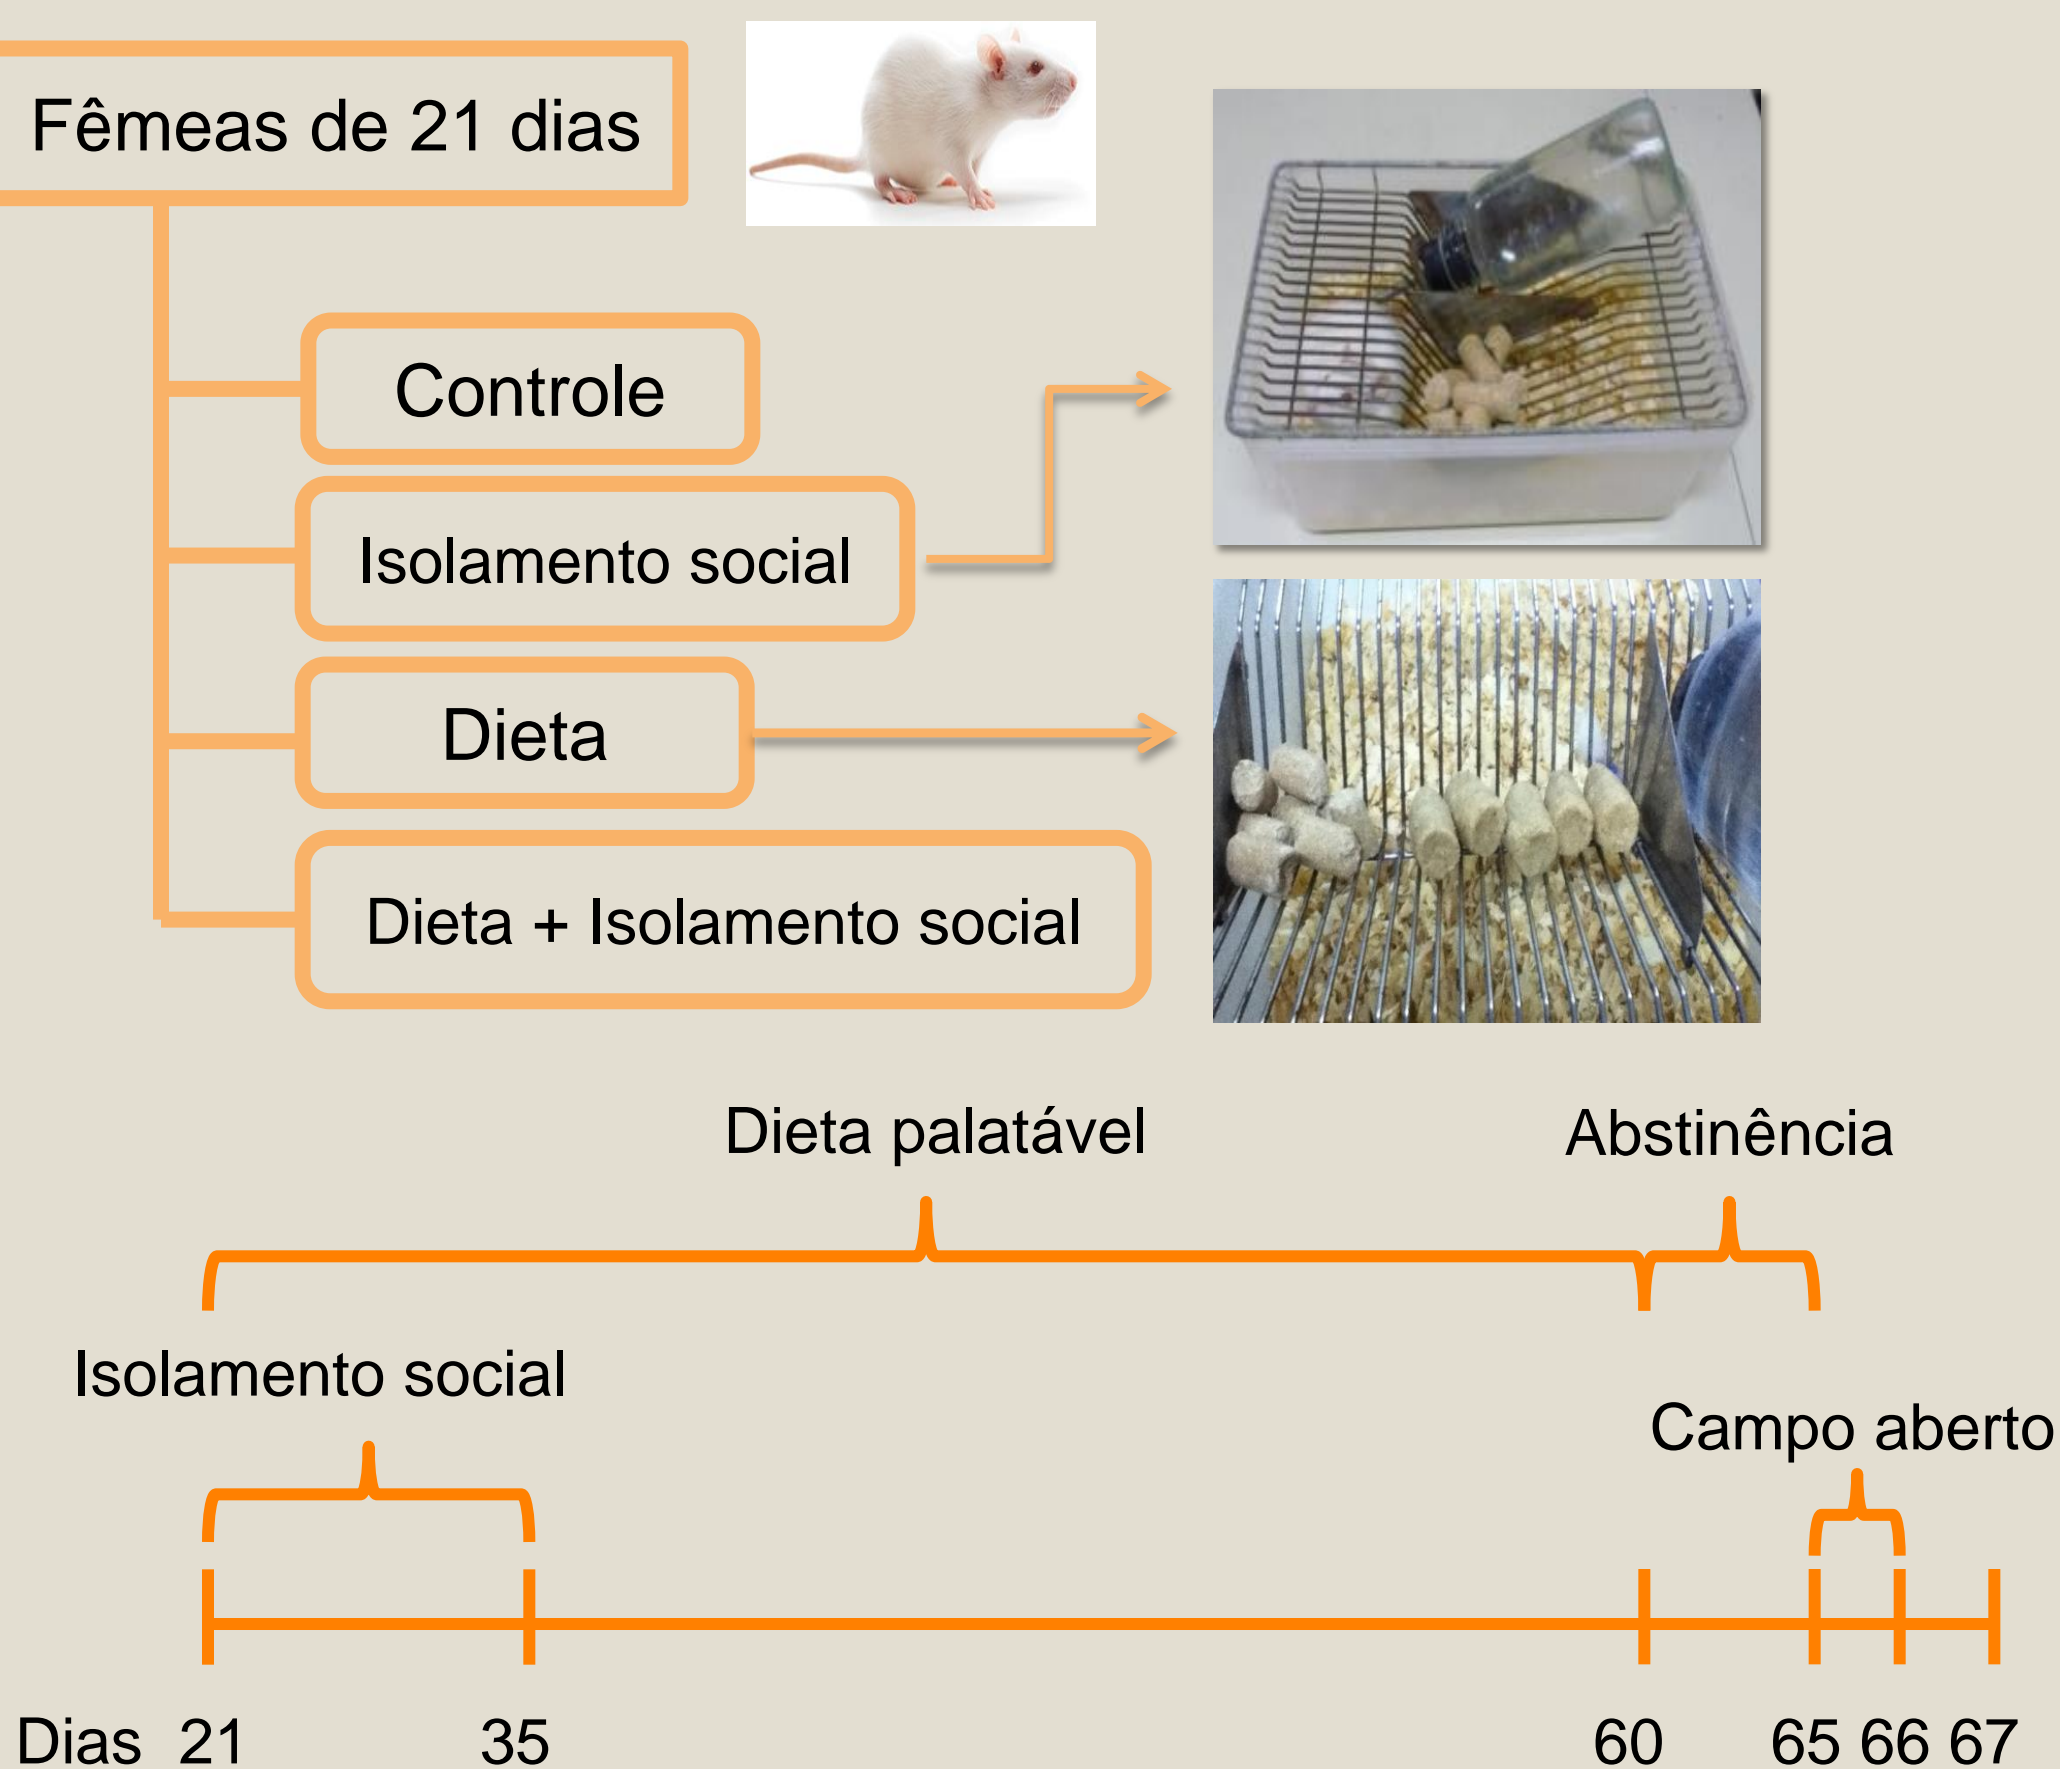 Fêmeas de 21 dias
Controle
Isolamento social
Dieta
Dieta + Isolamento social
Dieta palatável
Abstinência
Isolamento social
Campo aberto
Dias 21 35 60 65 66 67